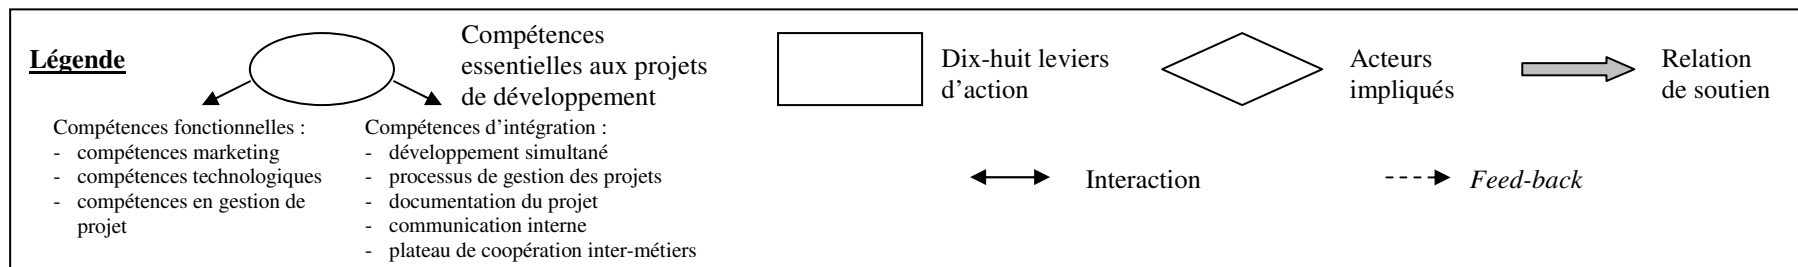 Légende
Compétences
essentielles aux projets
de développement
Dix-huit leviers
d’action
Acteurs
impliqués
Relation
de soutien
Compétences fonctionnelles :
- compétences marketing
- compétences technologiques
- compétences en gestion de
projet
Compétences d’intégration :
- développement simultané
- processus de gestion des projets
- documentation du projet
- communication interne
- plateau de coopération inter-métiers
Interaction
Feed-back